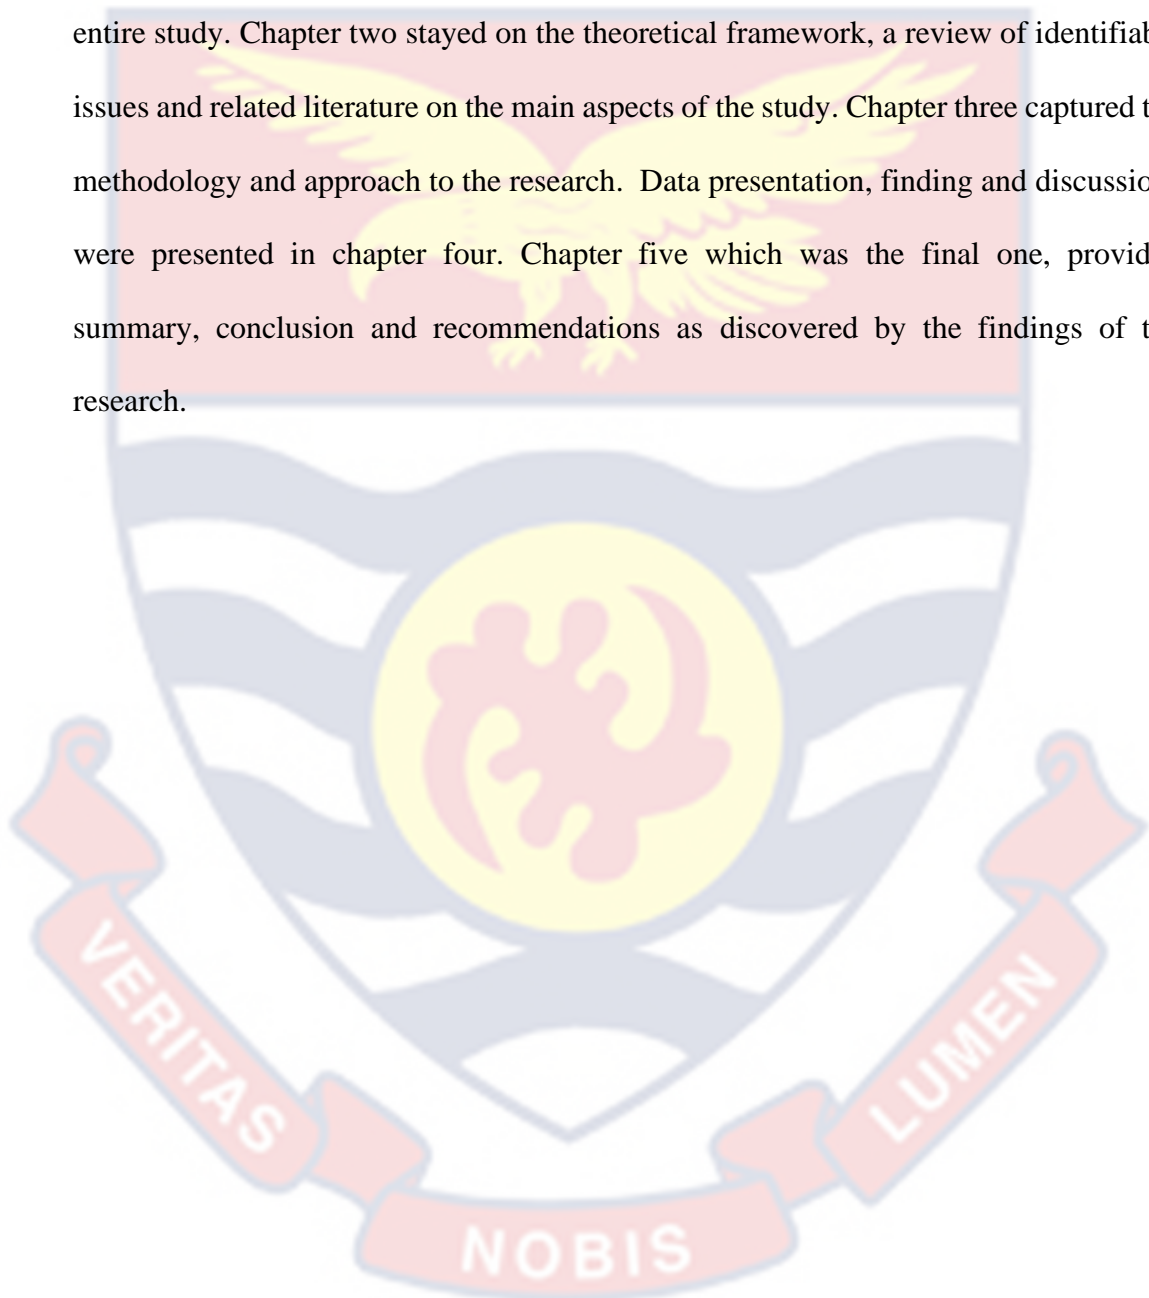 entire study. Chapter two stayed on the theoretical framework, a review of
issues and related literature on the main aspects of the study. Chapter three captured
methodology and approach to the research. Data presentation, finding and
were presented in chapter four. Chapter five which was the final one,
summary, conclusion and recommendations as discovered by the findings of
research.
VERITAS
NOBIS
LUMEN